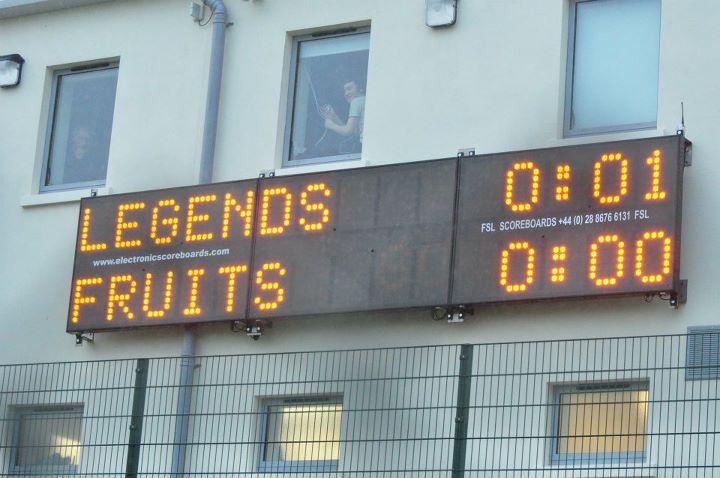 LEGENDS 0:01
www.electronicscoreboards.com
FSL SCOREBOARDS +44 (0) 28 8676 6131 FSL
FRUITS 0:00